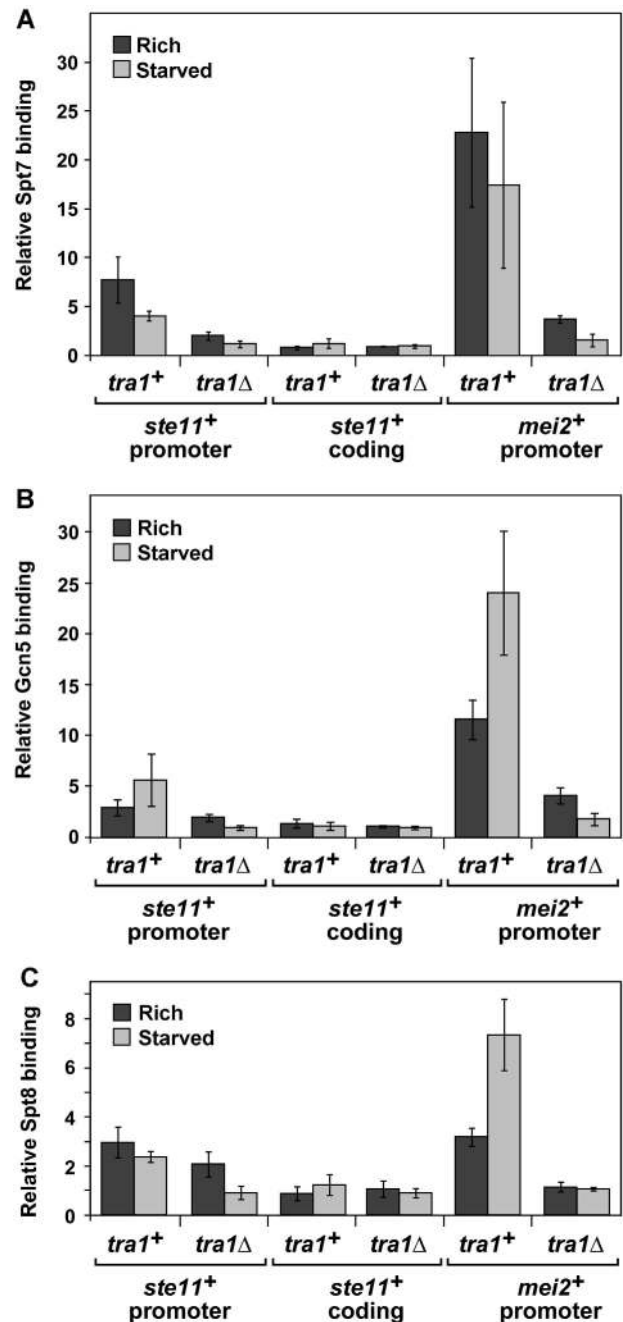 A
Rich
Starved
Relative Spt7 binding
30
25
20
15
10
5
0
tra1+ tra1Δ tra1+ tra1Δ tra1+ tra1Δ
ste11+ promoter
ste11+ coding
mei2+ promoter
B
Rich
Starved
Relative Gcn5 binding
30
25
20
15
10
5
0
tra1+ tra1Δ tra1+ tra1Δ tra1+ tra1Δ
ste11+ promoter
ste11+ coding
mei2+ promoter
C
Rich
Starved
Relative Spt8 binding
8
6
4
2
0
tra1+ tra1Δ tra1+ tra1Δ tra1+ tra1Δ
ste11+ promoter
ste11+ coding
mei2+ promoter